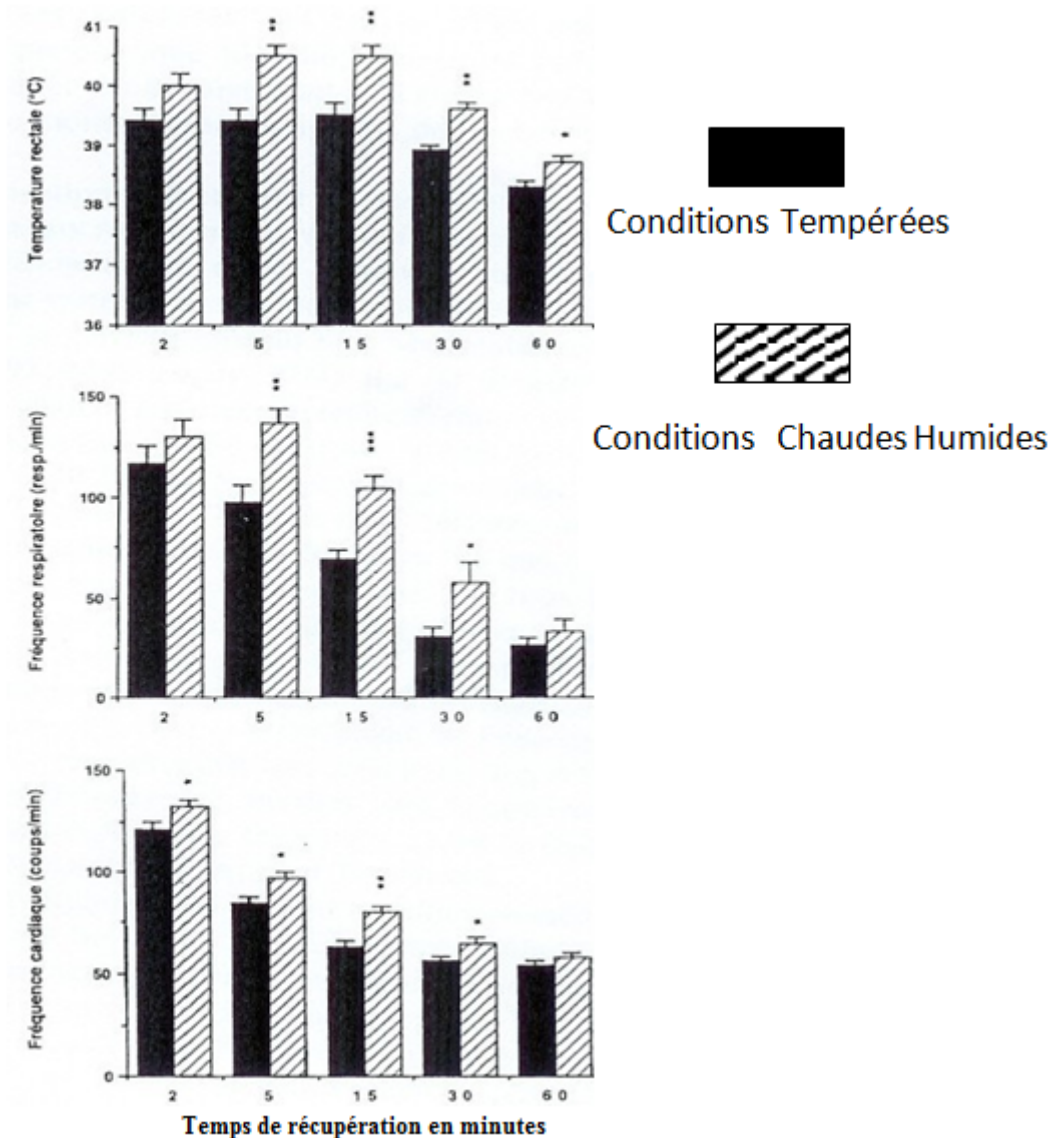 41
**
**
40
**
39
*
38
37
36
Temperature rectale (°C)
2 5 15 30 60
Conditions Tempérées
Conditions Chaudes Humides
150
**
***
100
*
50
0
Fréquence respiratoire (resp./min)
2 5 15 30 60
150
*
*
**
100
*
50
0
Fréquence cardiaque (coups/min)
2 5 15 30 60
Temps de récupération en minutes